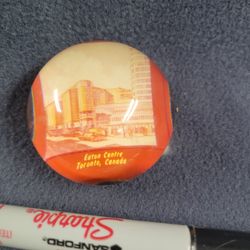 Eaton Centre
Toronto, Canada
Sharpie
SANFORD